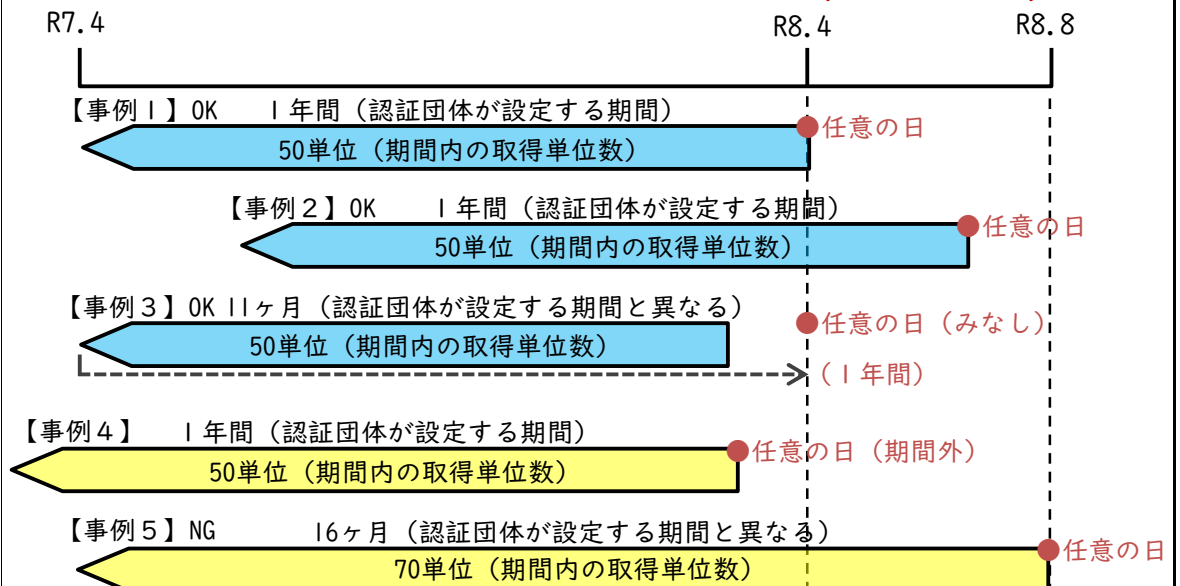 R7.4
R8.4
R8.8
【事例1】OK 1年間（認証団体が設定する期間）
任意の日
50単位（期間内の取得単位数）
【事例2】OK 1年間（認証団体が設定する期間）
任意の日
50単位（期間内の取得単位数）
【事例3】OK 11ヶ月（認証団体が設定する期間と異なる）
任意の日（みなし）
50単位（期間内の取得単位数）
（1年間）
【事例4】 1年間（認証団体が設定する期間）
任意の日（期間外）
50単位（期間内の取得単位数）
【事例5】NG 16ヶ月（認証団体が設定する期間と異なる）
任意の日
70単位（期間内の取得単位数）